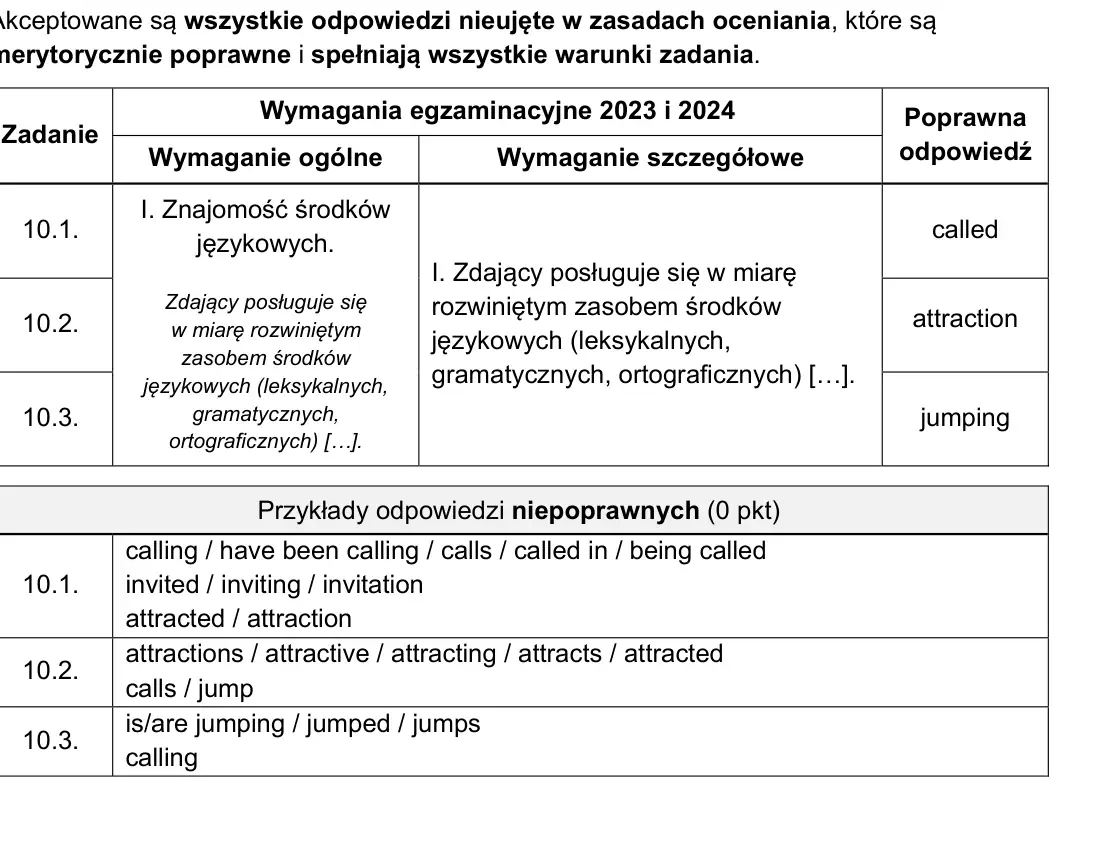 Akceptowane są wszystkie odpowiedzi nieujęte w zasadach oceniania, które są
merytorycznie poprawne i spełniają wszystkie warunki zadania.
Zadanie
Wymagania egzaminacyjne 2023 i 2024
Poprawna
odpowiedź
Wymaganie ogólne
Wymaganie szczegółowe
10.1.
I. Znajomość środków
językowych.
Zdający posługuje się
w miarę rozwiniętym
zasobem środków
językowych (leksykalnych,
gramatycznych,
ortograficznych) […].
I. Zdający posługuje się w miarę
rozwiniętym zasobem środków
językowych (leksykalnych,
gramatycznych, ortograficznych) […].
called
10.2.
attraction
10.3.
jumping
Przykłady odpowiedzi niepoprawnych (0 pkt)
10.1.
calling / have been calling / calls / called in / being called
invited / inviting / invitation
attracted / attraction
10.2.
attractions / attractive / attracting / attracts / attracted
calls / jump
10.3.
is/are jumping / jumped / jumps
calling